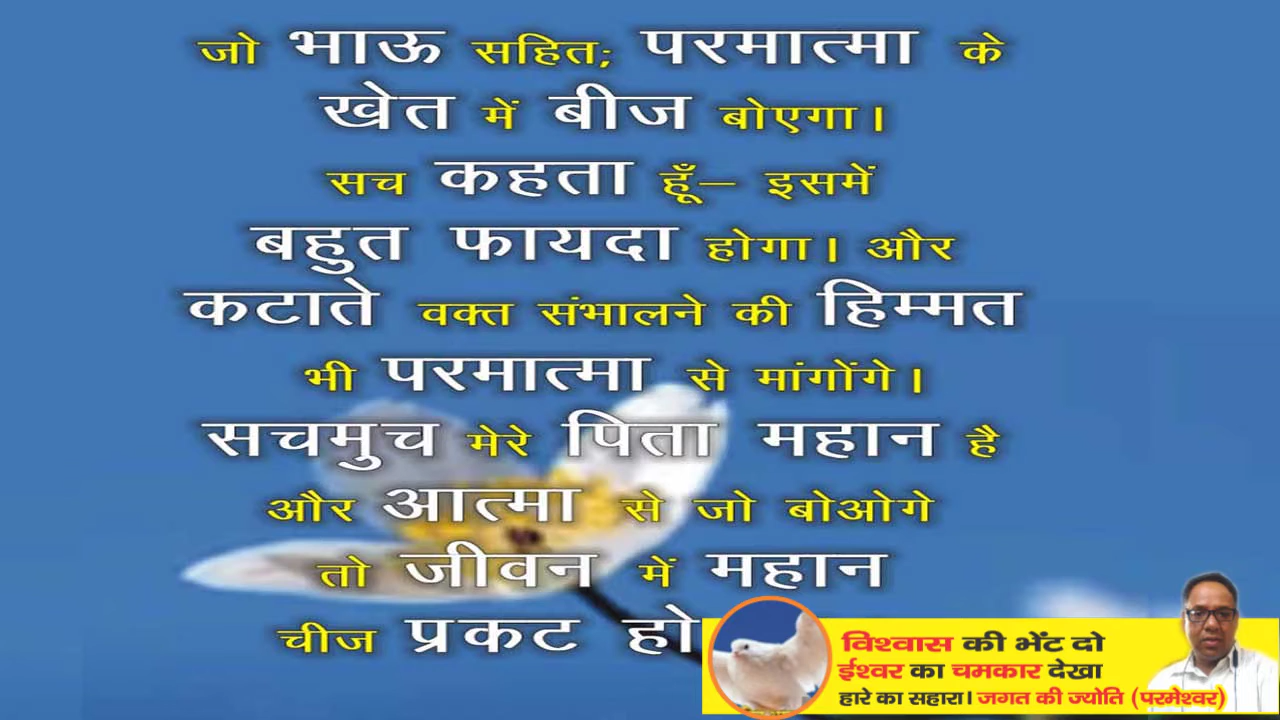 जो भाऊ सहित; परमात्मा के
खेत में बीज बोएगा।
सच कहता हूँ– इसमें
बहुत फायदा होगा। और
कटाते वक्त संभालने की हिम्मत
भी परमात्मा से मांगोंगे।
सचमुच मेरे पिता महान है
और आत्मा से जो बोओगे
तो जीवन में महान
चीज प्रकट हो
विश्वास की भेंट दो
ईश्वर का चमकार देखा
हारे का सहारा। जगत की ज्योति (परमेश्वर)